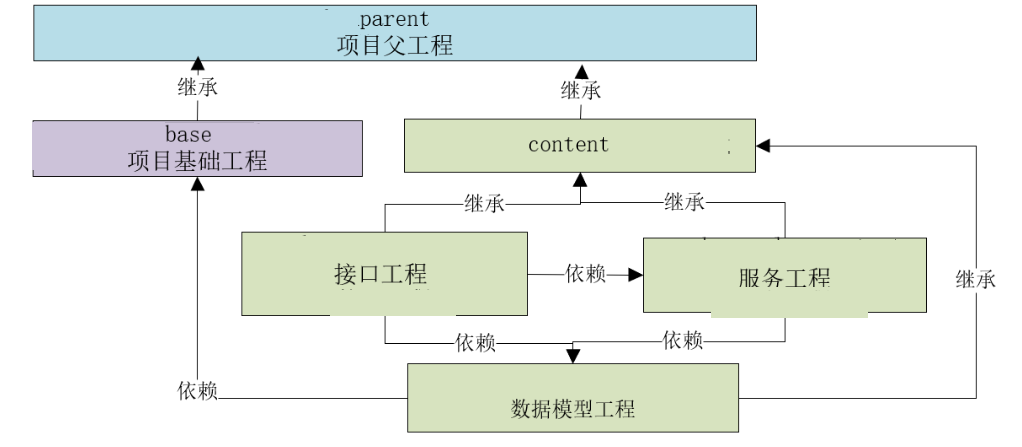 parent
项目父工程
继承
继承
base
项目基础工程
content
继承
继承
接口工程
依赖
服务工程
继承
依赖
依赖
依赖
数据模型工程